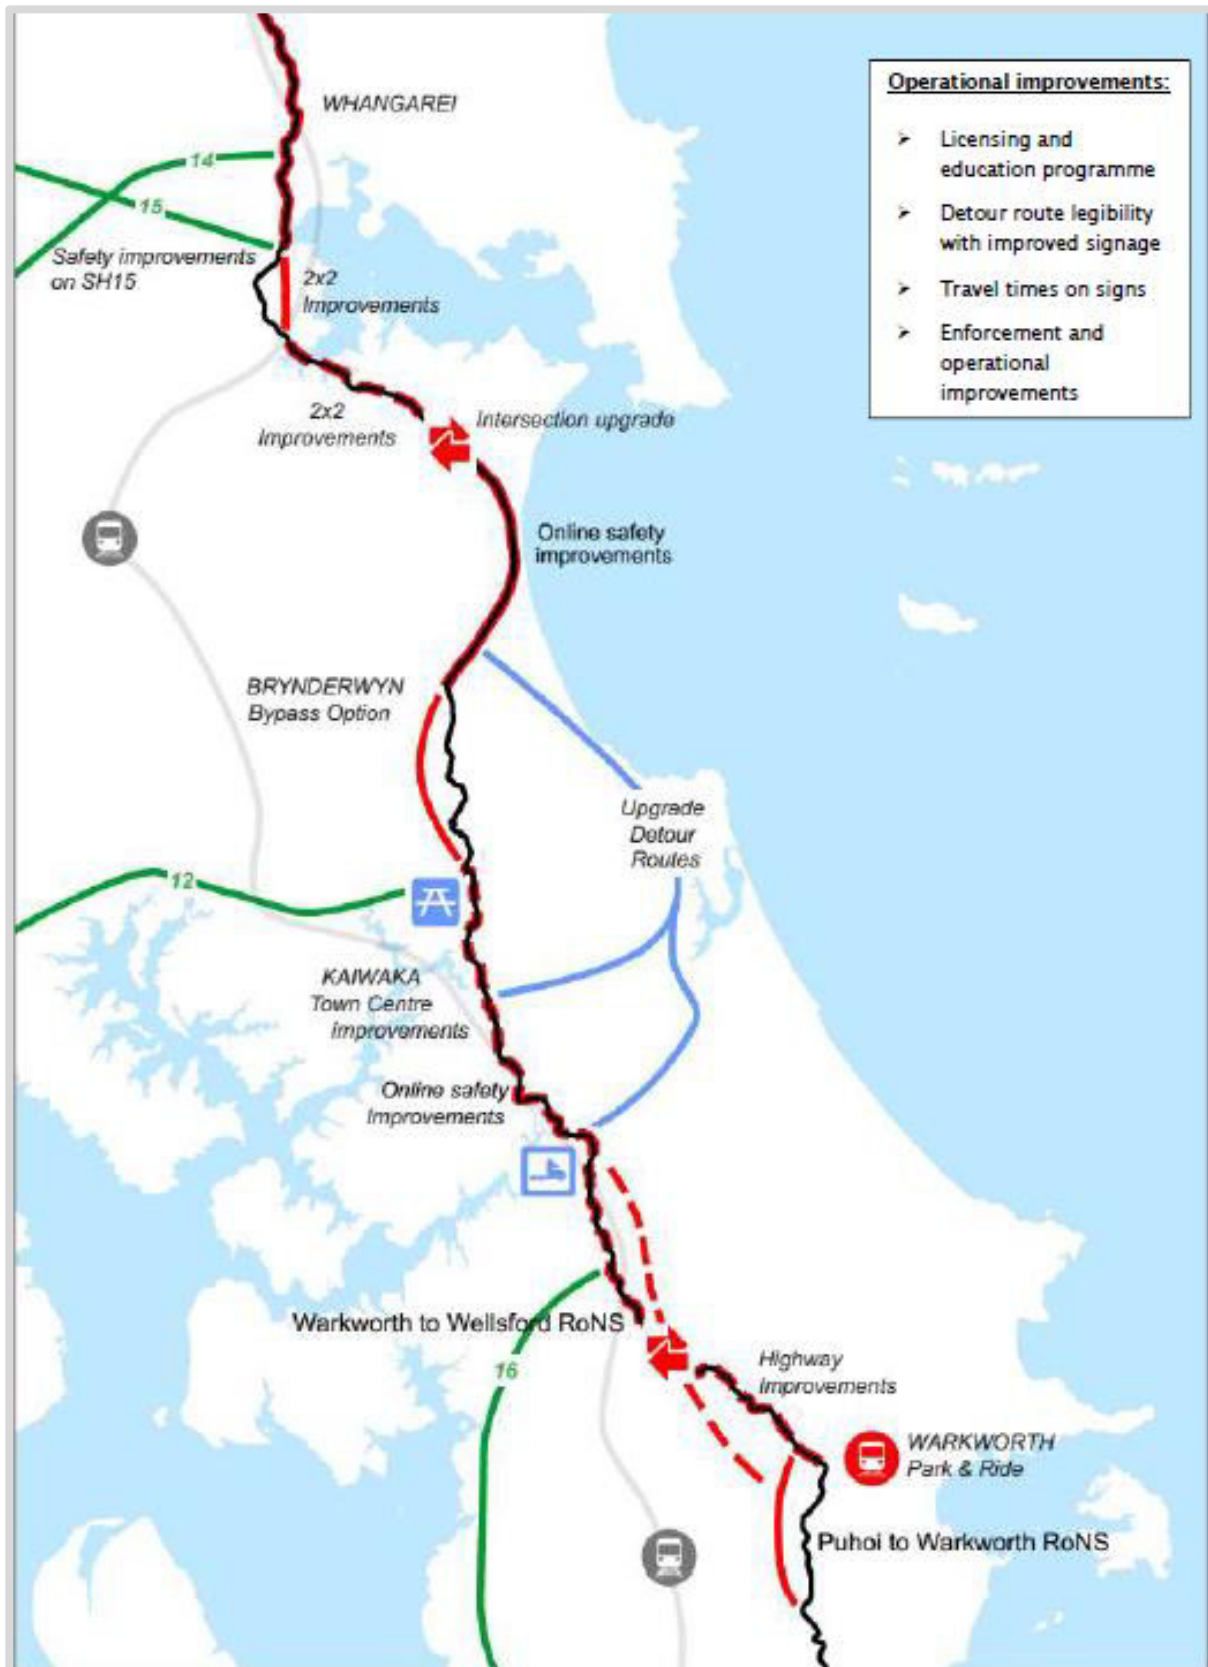 WHANGAREI
Operational improvements:
➢ Licensing and
education programme
➢ Detour route legibility
with improved signage
➢ Travel times on signs
➢ Enforcement and
operational
improvements
14
15
Safety improvements
on SH15
2x2
Improvements
2x2
Improvements
Intersection upgrade
Online safety
improvements
BRYNDERWYN
Bypass Option
Upgrade
Detour
Routes
12
KAIWAKA
Town Centre
improvements
Online safety
Improvements
Warkworth to Wellsford RoNS
16
Highway
Improvements
WARKWORTH
Park & Ride
Puhoi to Warkworth RoNS